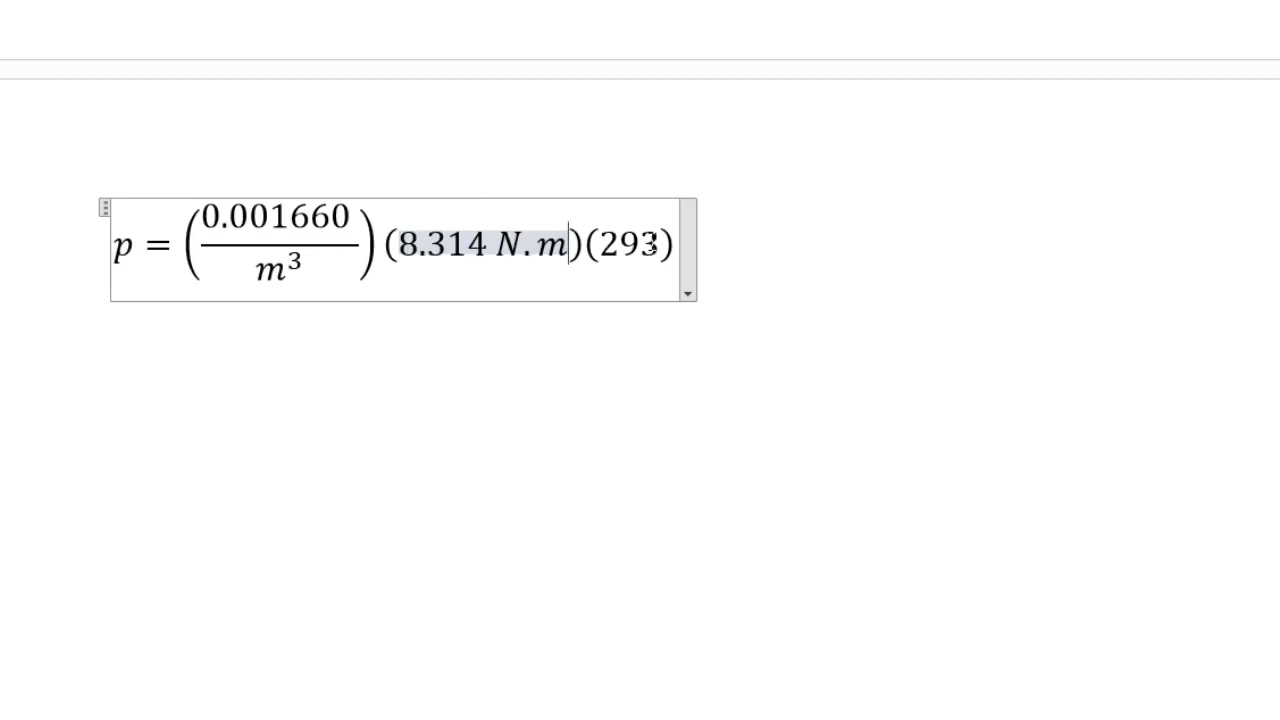 p = (0.001660 / m³) (8.314 N.m)(293)